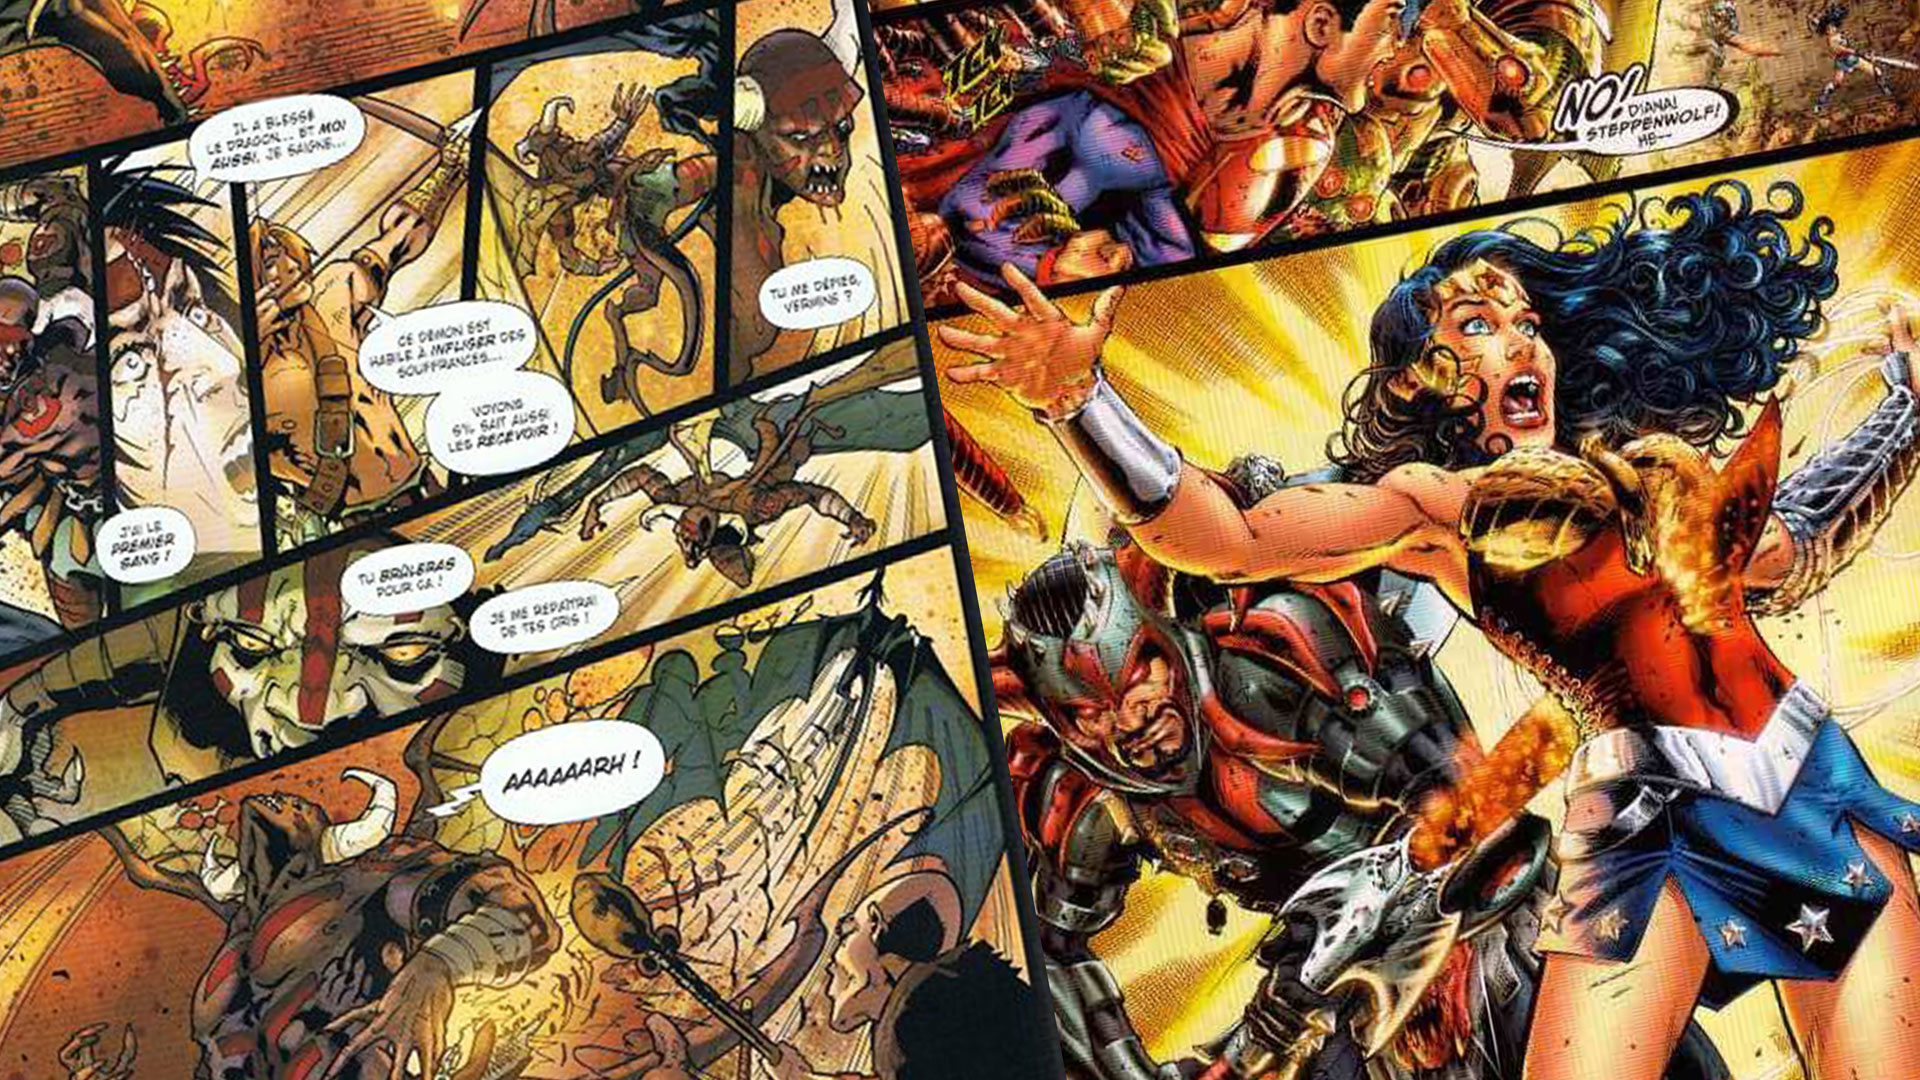 IL A BLESSÉ
LE DRAGON... ET MOI
AUSSI. JE SAIGNE...
J'AI LE
PREMIER
SANG !
CE DÉMON EST
HABILE À INFLIGER DES
SOUFFRANCES...
VOYONS
S'IL SAIT AUSSI
LES RECEVOIR !
TU ME DÉFIES,
VERMINE ?
TU BRÛLERAS
POUR ÇA !
JE ME REPAÎTRAI
DE TES CRIS !
AAAAAARH !
NO! DIANA!
STEPPENWOLF!
HE--